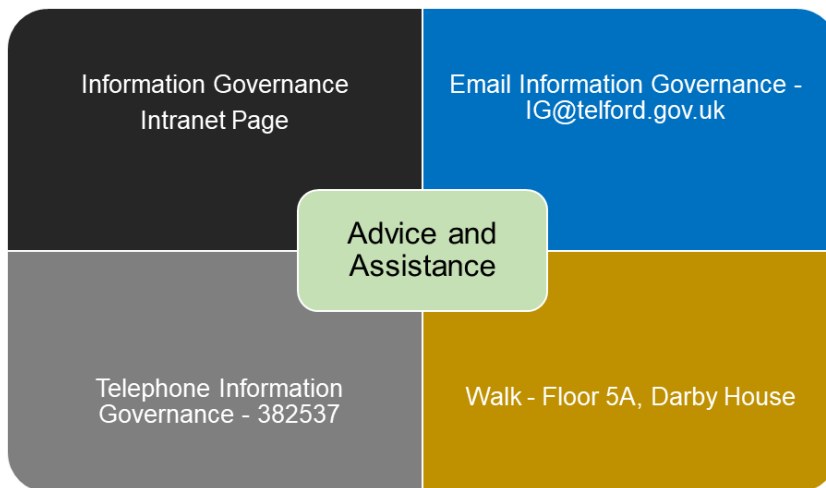 Information Governance
Intranet Page
Email Information Governance -
IG@telford.gov.uk
Advice and
Assistance
Telephone Information
Governance - 382537
Walk - Floor 5A, Darby House